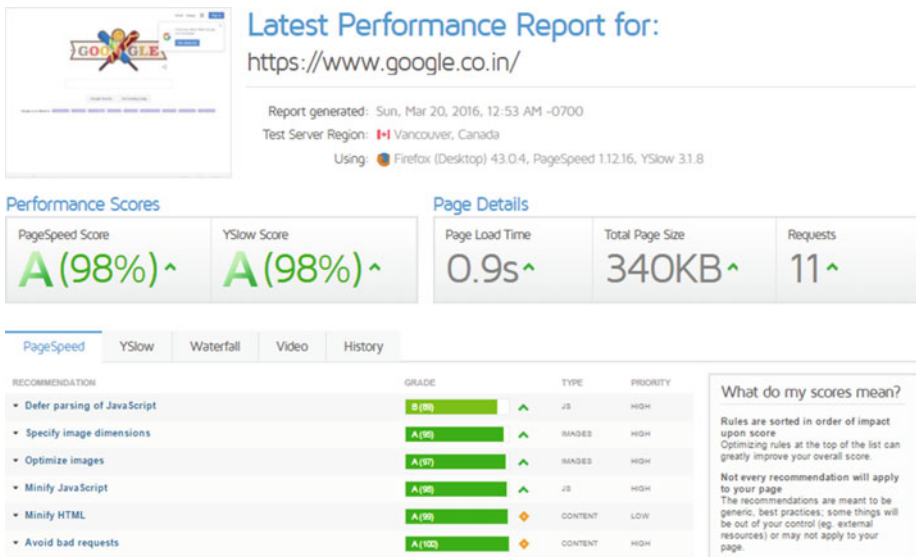 GOOGLE
Latest Performance Report for:
https://www.google.co.in/
Report generated: Sun, Mar 20, 2016, 12:53 AM -0700
Test Server Region: Vancouver, Canada
Using: Firefox (Desktop) 43.0.4, PageSpeed 1.12.16, YSlow 3.1.8
Performance Scores
PageSpeed Score
A (98%)
YSlow Score
A (98%)
Page Details
Page Load Time
0.9s
Total Page Size
340KB
Requests
11
PageSpeed YSlow Waterfall Video History
RECOMMENDATION GRADE TYPE PRIORITY
Defer parsing of JavaScript B (89) JS HIGH
Specify image dimensions A (95) IMAGES HIGH
Optimize images A (97) IMAGES HIGH
Minify JavaScript A (98) JS HIGH
Minify HTML A (99) CONTENT LOW
Avoid bad requests A (100) CONTENT HIGH
What do my scores mean?
Rules are sorted in order of impact
upon score
Optimizing rules at the top of the list can
greatly improve your overall score.
Not every recommendation will apply
to your page
The recommendations are meant to be
generic, best practices; some things will
be out of your control (eg. external
resources) or may not apply to your
page.